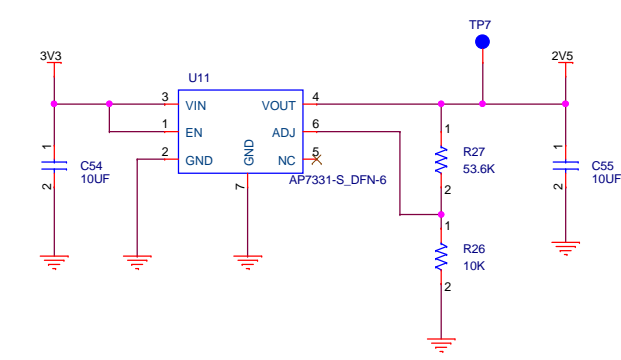 TP7
3V3
2V5
U11
3
VIN
VOUT
4
1
EN
ADJ
6
2
GND
GND
NC
5
7
AP7331-S_DFN-6
1
C54
10UF
2
1
R27
53.6K
2
1
C55
10UF
2
1
R26
10K
2